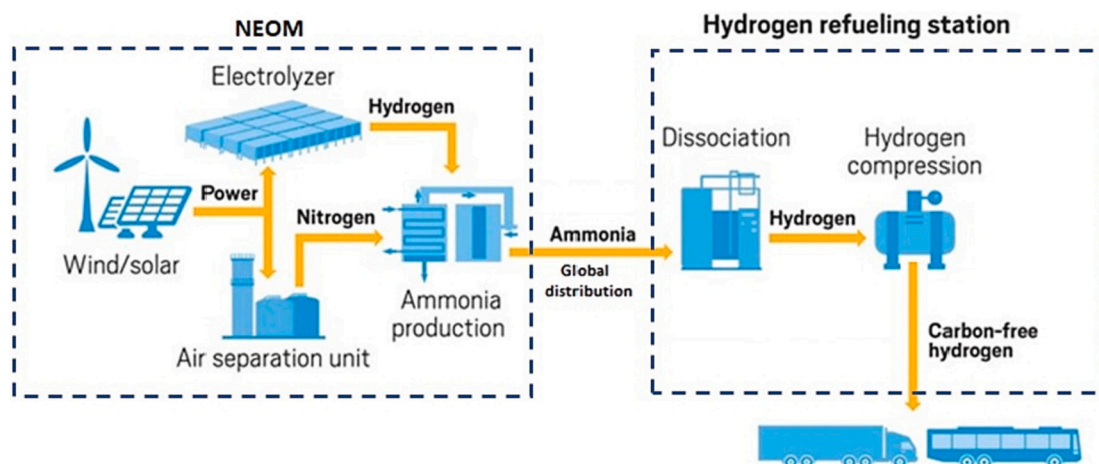 NEOM
Hydrogen refueling station
Electrolyzer
Hydrogen
Power
Nitrogen
Wind/solar
Air separation unit
Ammonia
production
Ammonia
Global
distribution
Dissociation
Hydrogen
Hydrogen
compression
Carbon-free
hydrogen